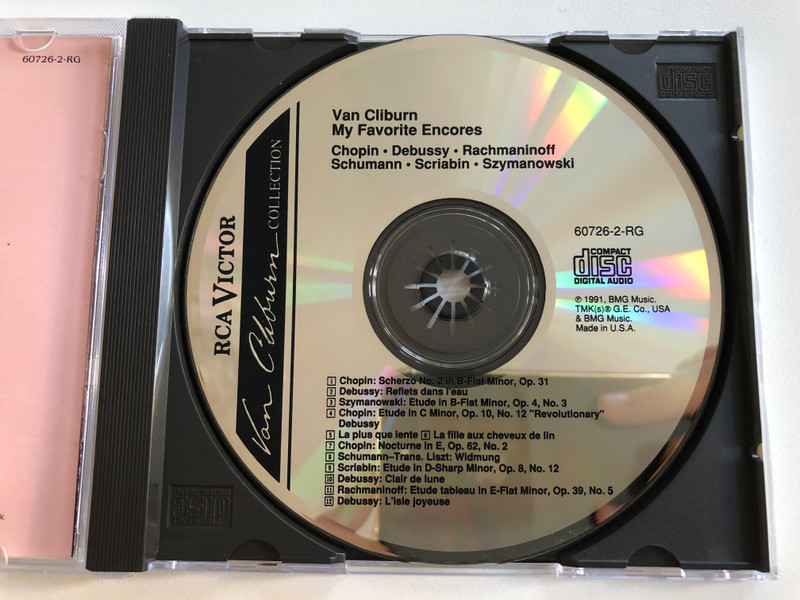 60726-2-RG
COMPACT
disc
DIGITAL AUDIO
Van Cliburn
My Favorite Encores
Chopin • Debussy • Rachmaninoff
Schumann • Scriabin • Szymanowski
RCA VICTOR
Van Cliburn COLLECTION
60726-2-RG
COMPACT
disc
DIGITAL AUDIO
℗ 1991, BMG Music.
TMK(s)® G.E. Co., USA
& BMG Music.
Made in U.S.A.
1 Chopin: Scherzo No. 2 in B-Flat Minor, Op. 31
2 Debussy: Reflets dans l'eau
3 Szymanowski: Etude in B-Flat Minor, Op. 4, No. 3
4 Chopin: Etude in C Minor, Op. 10, No. 12 "Revolutionary"
Debussy
5 La plus que lente 6 La fille aux cheveux de lin
7 Chopin: Nocturne in E, Op. 62, No. 2
8 Schumann–Trans. Liszt: Widmung
9 Scriabin: Etude in D-Sharp Minor, Op. 8, No. 12
10 Debussy: Clair de lune
11 Rachmaninoff: Etude tableau in E-Flat Minor, Op. 39, No. 5
12 Debussy: L'isle joyeuse